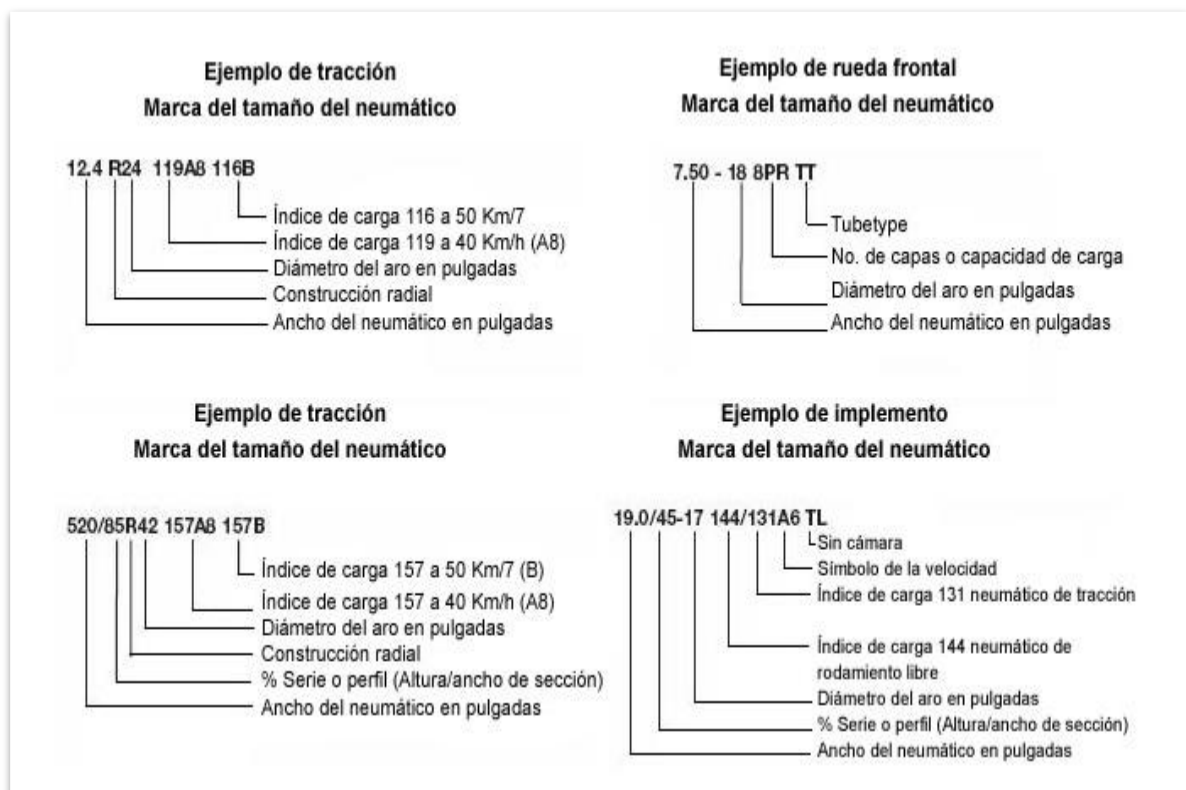 Ejemplo de tracción
Marca del tamaño del neumático
12.4 R24 119A8 116B
Índice de carga 116 a 50 Km/7
Índice de carga 119 a 40 Km/h (A8)
Diámetro del aro en pulgadas
Construcción radial
Ancho del neumático en pulgadas
Ejemplo de rueda frontal
Marca del tamaño del neumático
7.50 - 18 8PR TT
Tubetype
No. de capas o capacidad de carga
Diámetro del aro en pulgadas
Ancho del neumático en pulgadas
Ejemplo de tracción
Marca del tamaño del neumático
520/85R42 157A8 157B
Índice de carga 157 a 50 Km/7 (B)
Índice de carga 157 a 40 Km/h (A8)
Diámetro del aro en pulgadas
Construcción radial
% Serie o perfil (Altura/ancho de sección)
Ancho del neumático en pulgadas
Ejemplo de implemento
Marca del tamaño del neumático
19.0/45-17 144/131A6 TL
Sin cámara
Símbolo de la velocidad
Índice de carga 131 neumático de tracción
Índice de carga 144 neumático de
rodamiento libre
Diámetro del aro en pulgadas
% Serie o perfil (Altura/ancho de sección)
Ancho del neumático en pulgadas